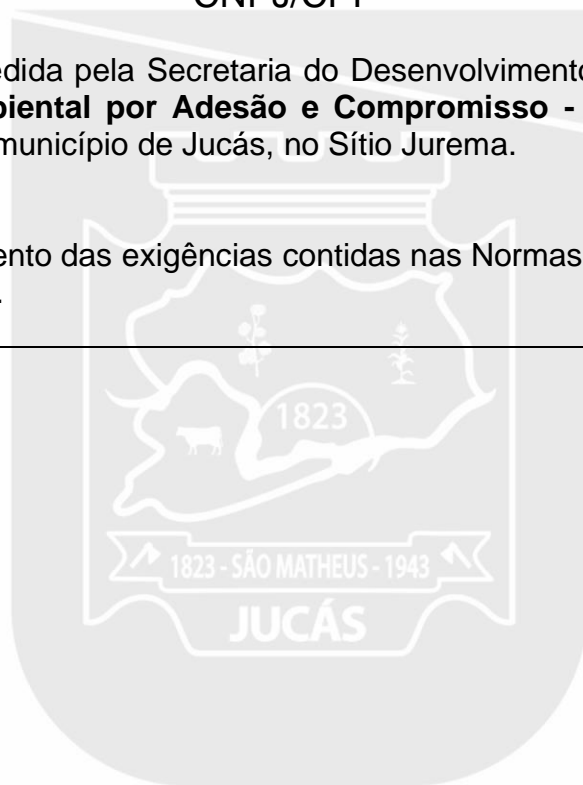 CNPJ/CPF
edida pela Secretaria do Desenvolvimento
biental por Adesão e Compromisso -
município de Jucás, no Sítio Jurema.
ento das exigências contidas nas Normas
.
1823
1823 - SÃO MATHEUS - 1943
JUCÁS